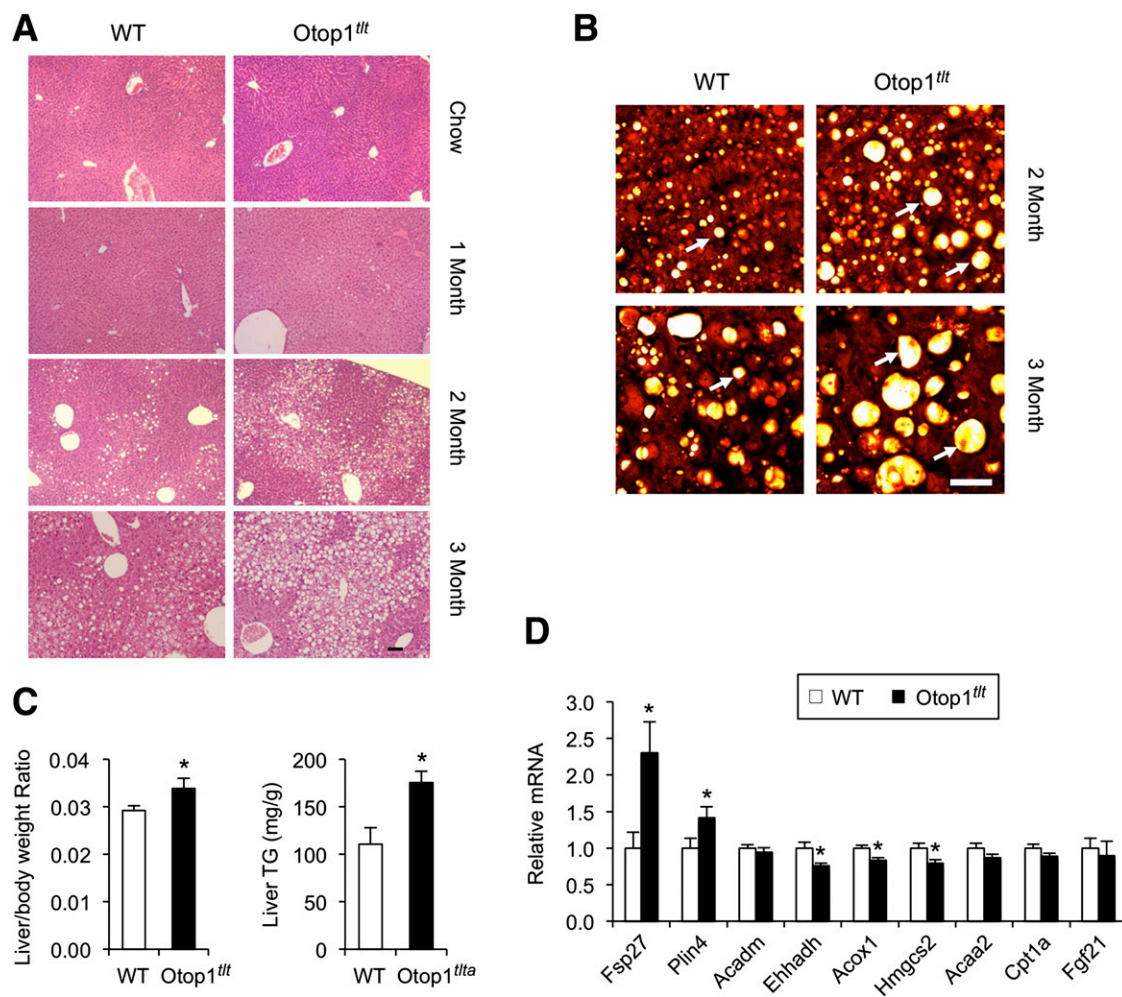 A
WT
Otop1tlt
Chow
1 Month
2 Month
3 Month
B
WT
Otop1tlt
2 Month
3 Month
C
Liver/body weight Ratio
0.04
0.03
0.02
0.01
0.00
*
WT
Otop1tlt
Liver TG (mg/g)
200
150
100
50
0
*
WT
Otop1tlta
D
WT
Otop1tlt
Relative mRNA
3.0
2.5
2.0
1.5
1.0
0.5
0.0
*
*
*
*
*
Fsp27
Plin4
Acadm
Ehhadh
Acox1
Hmgcs2
Acaa2
Cpt1a
Fgf21